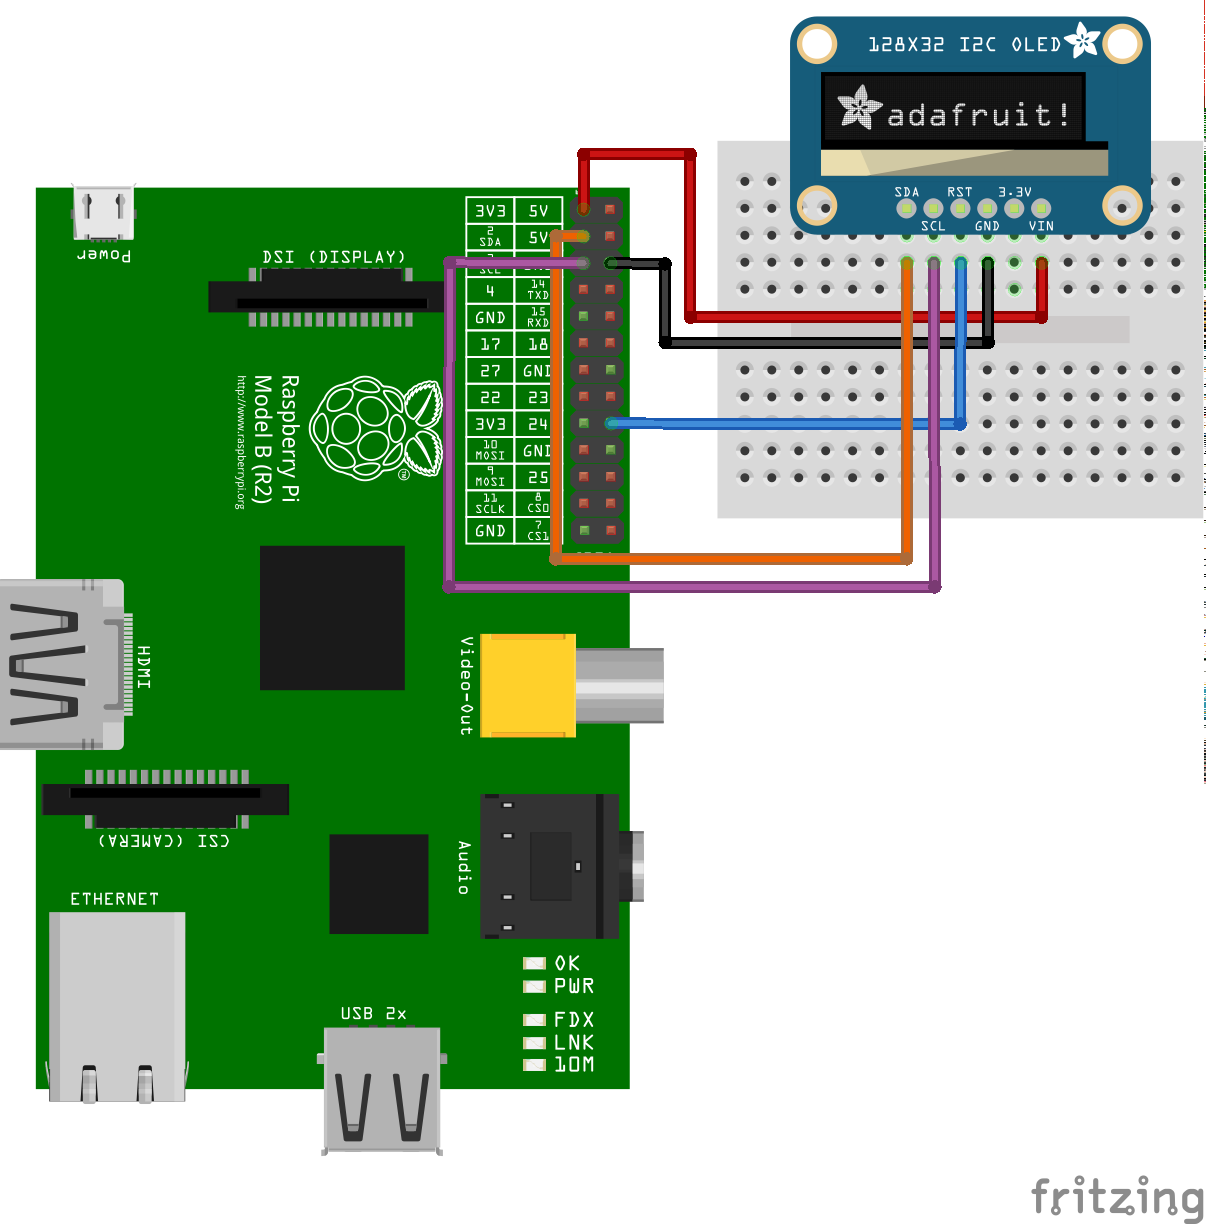 128X32 I2C OLED
adafruit!
SDA RST 3.3V
SCL GND VIN
Power
DSI (DISPLAY)
3V3 5V
2 SDA 5V
SCL
4 14 TXD
GND 15 RXD
17 18
27 GND
22 23
3V3 24
10 MOSI GND
9 MOSI 25
11 SCLK 8 CS0
GND 7 CS1
Raspberry Pi
Model B (R2)
http://www.raspberrypi.org
HDMI
Video-Out
CSI (CAMERA)
Audio
ETHERNET
OK
PWR
FDX
LNK
10M
USB 2x
fritzing